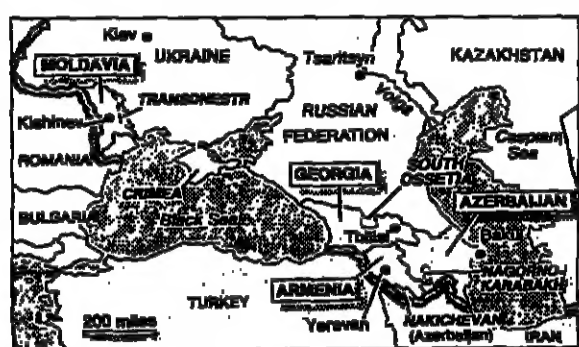 Kiev
UKRAINE
Tsaritsyn
KAZAKHSTAN
MOLDAVIA
TRANSDNESTR
Volga
Kishinev
RUSSIAN
FEDERATION
Caspian
Sea
ROMANIA
CRIMEA
GEORGIA
SOUTH
OSSETIA
AZERBAIJAN
BULGARIA
Black Sea
Tbilisi
Baku
NAGORNO-
KARABAKH
TURKEY
ARMENIA
200 miles
Yerevan
NAKICHEVAN
(Azerbaijan)
IRAN